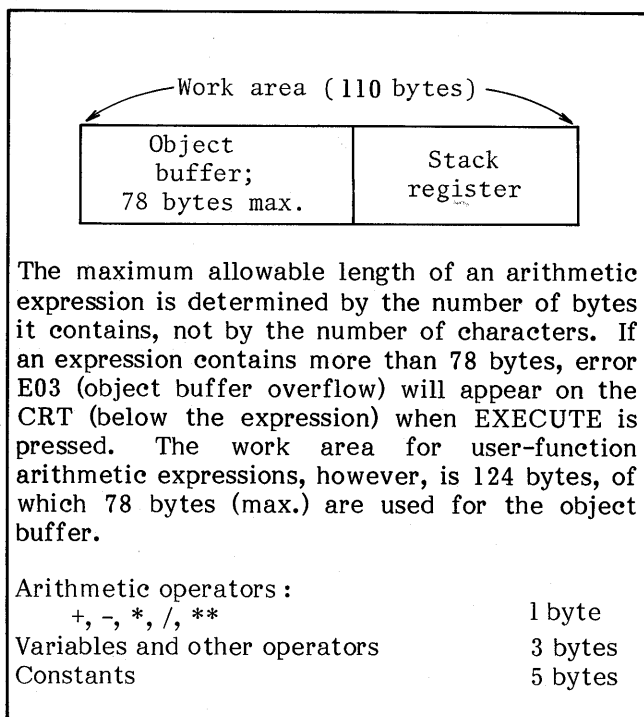 Work area (110 bytes)
Object
buffer;
78 bytes max.
Stack
register
The maximum allowable length of an arithmetic
expression is determined by the number of bytes
it contains, not by the number of characters. If
an expression contains more than 78 bytes, error
E03 (object buffer overflow) will appear on the
CRT (below the expression) when EXECUTE is
pressed. The work area for user-function
arithmetic expressions, however, is 124 bytes, of
which 78 bytes (max.) are used for the object
buffer.
Arithmetic operators :
+, -, *, /, ** 1 byte
Variables and other operators 3 bytes
Constants 5 bytes